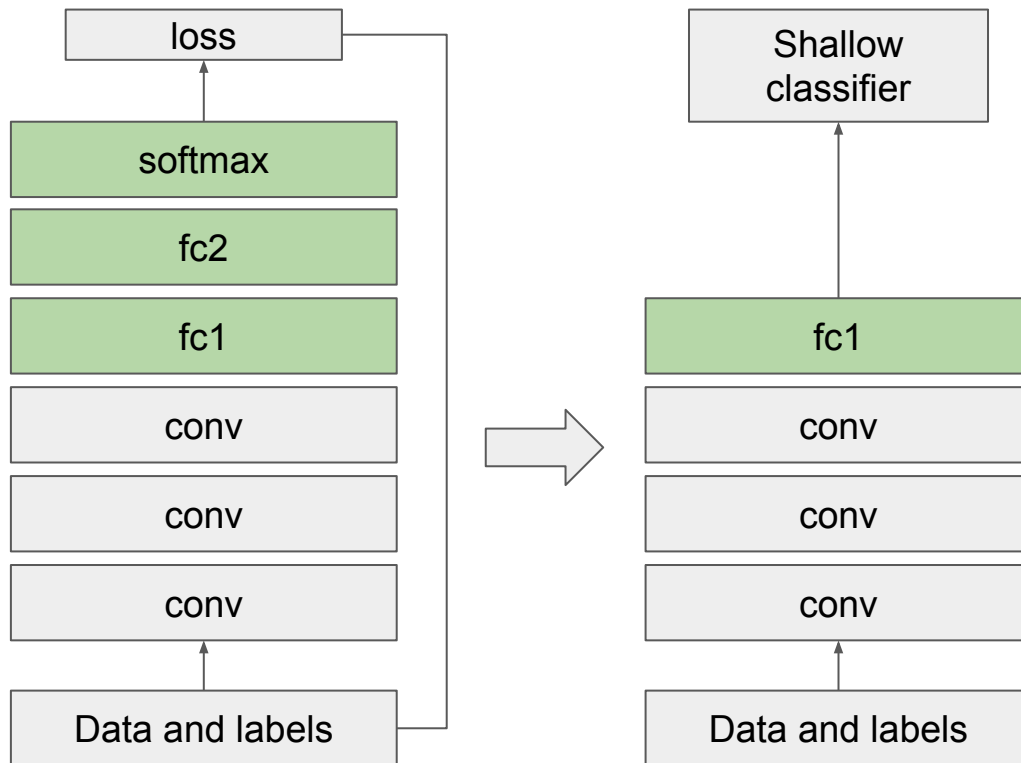 loss
softmax
fc2
fc1
conv
conv
conv
Data and labels
Shallow
classifier
fc1
conv
conv
conv
Data and labels